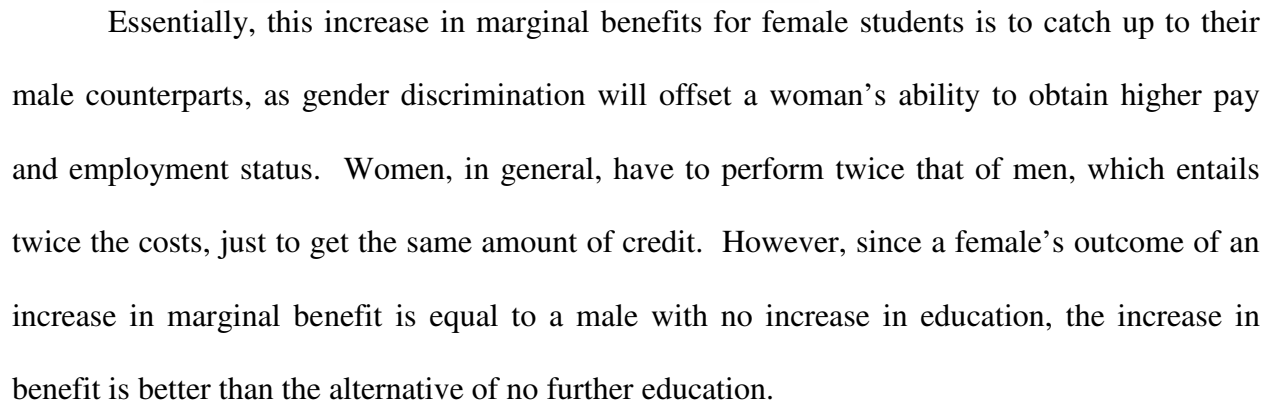 Essentially, this increase in marginal benefits for female students is to catch up to their
male counterparts, as gender discrimination will offset a woman's ability to obtain higher pay
and employment status.  Women, in general, have to perform twice that of men, which entails
twice the costs, just to get the same amount of credit.  However, since a female's outcome of an
increase in marginal benefit is equal to a male with no increase in education, the increase in
benefit is better than the alternative of no further education.